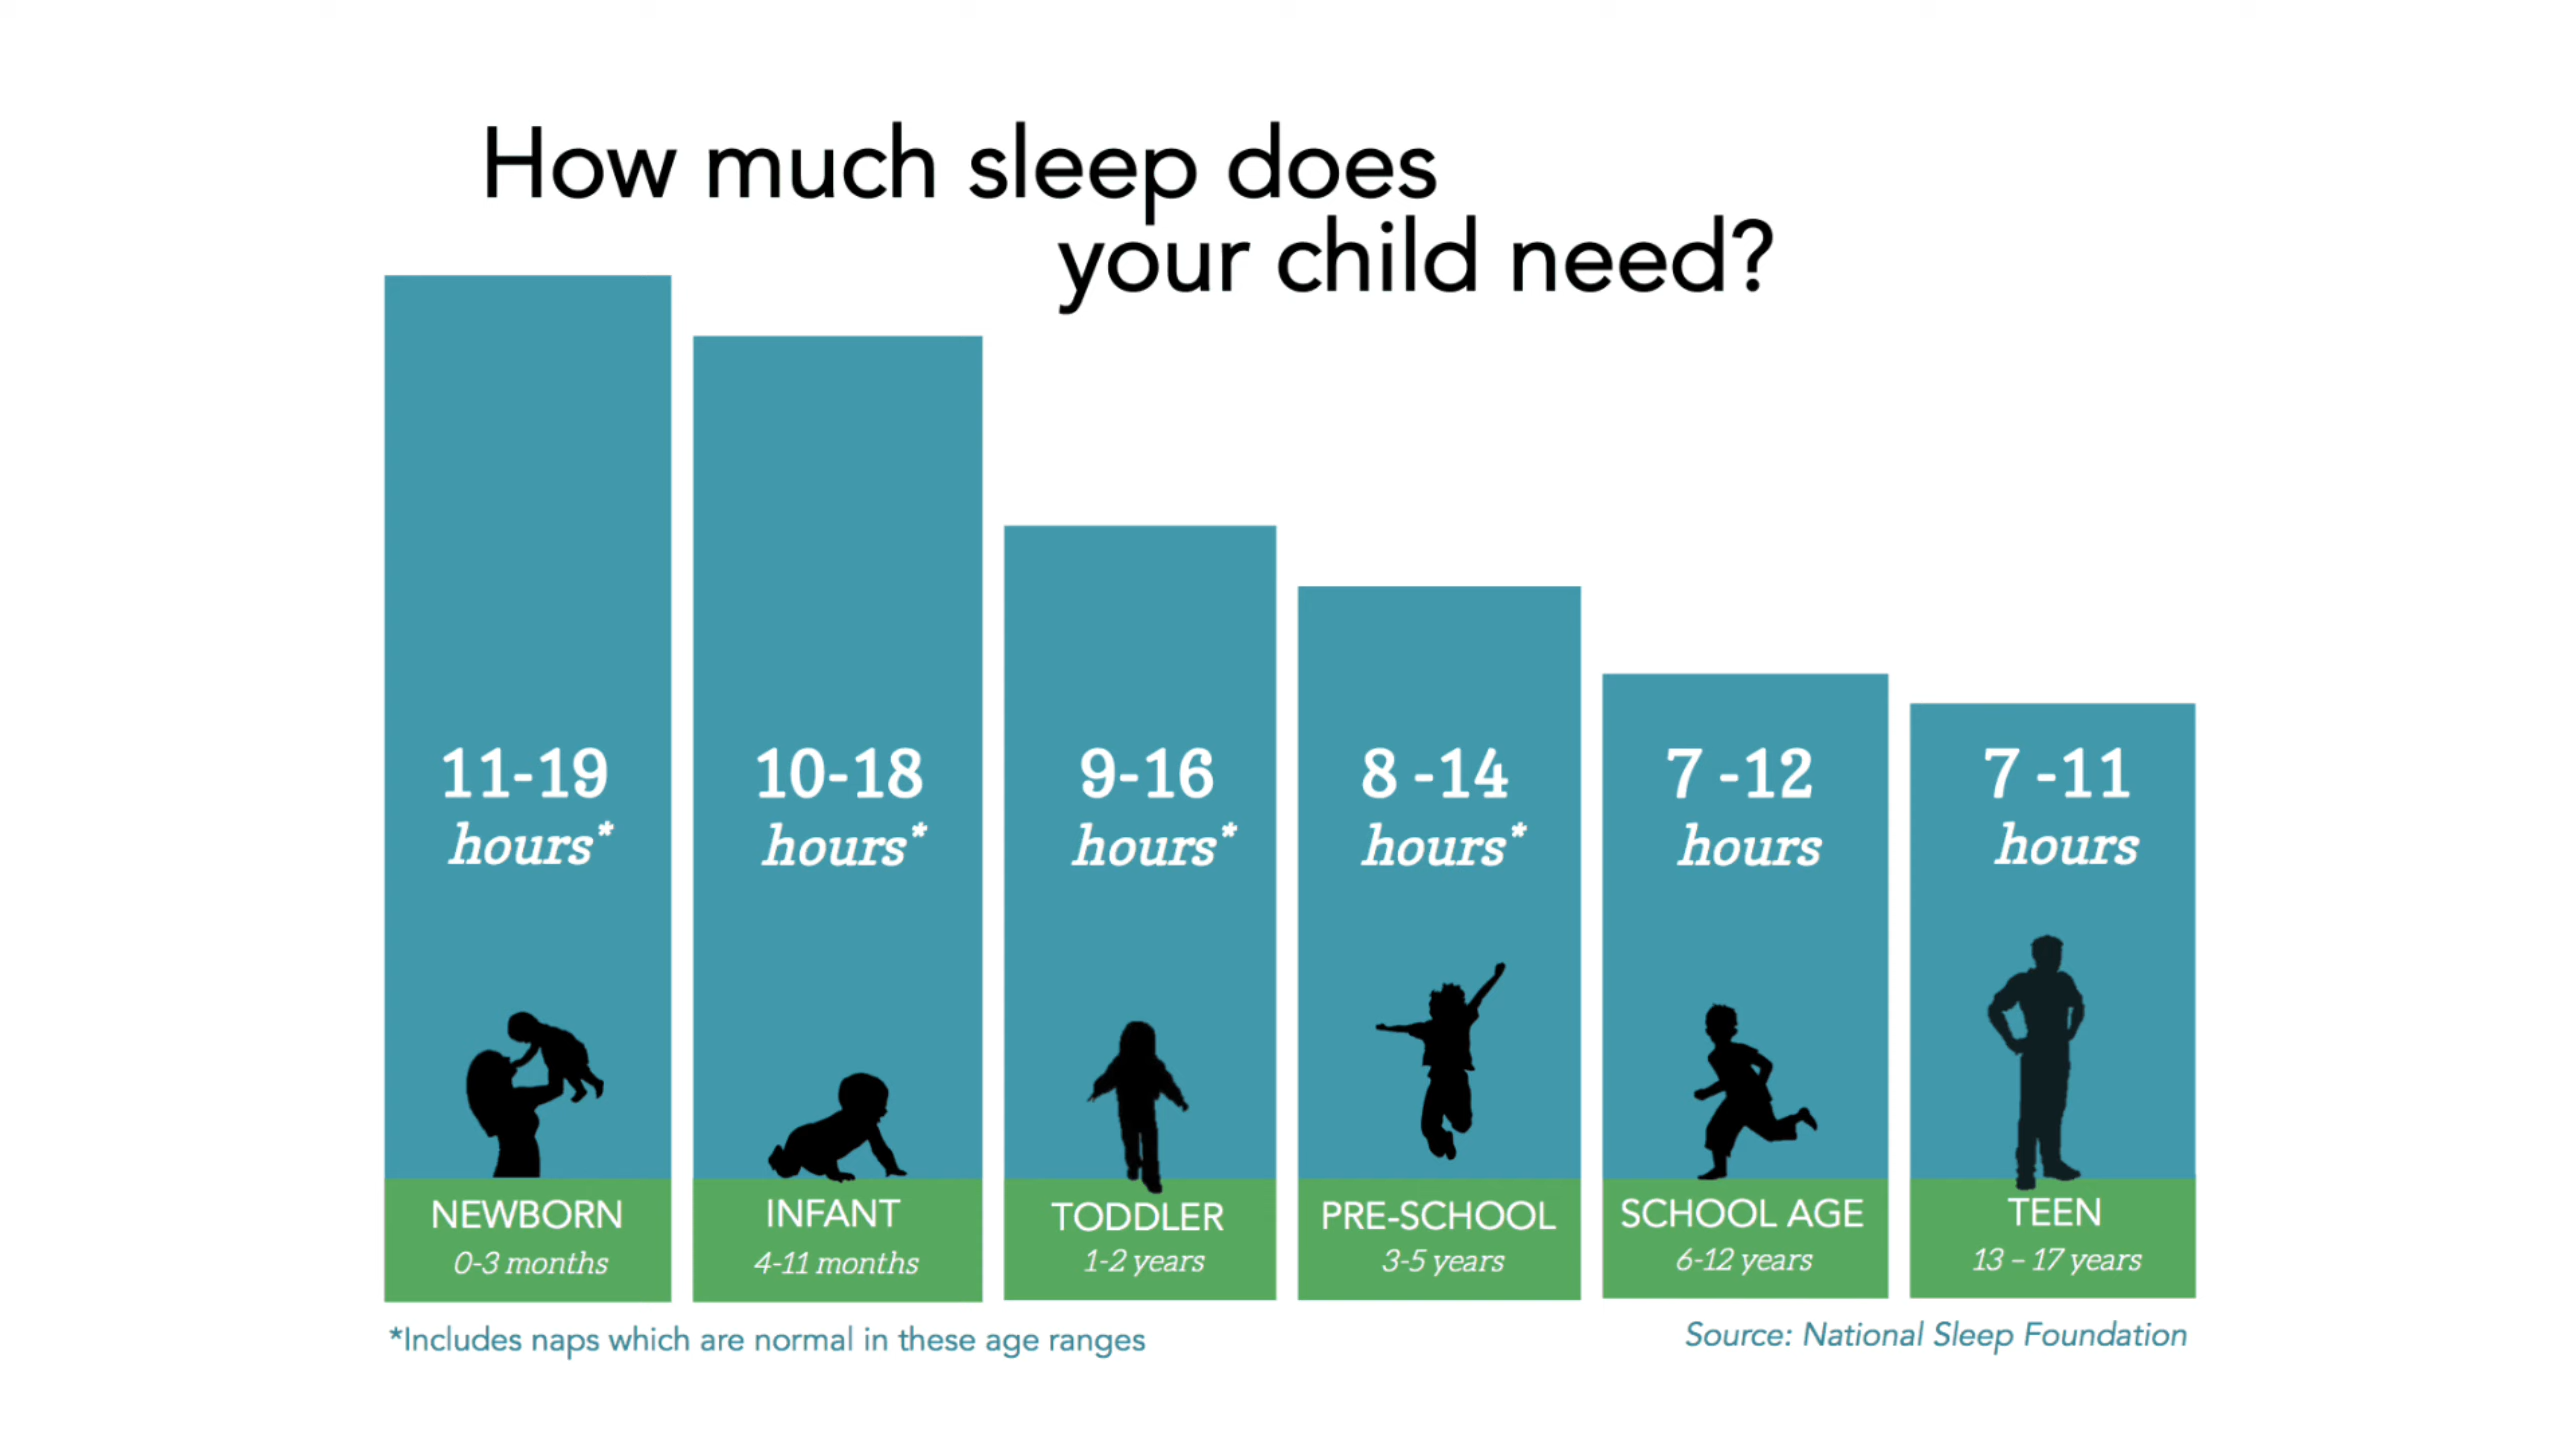 How much sleep does
your child need?
11-19
hours*
10-18
hours*
9-16
hours*
8 -14
hours*
7 -12
hours
7 -11
hours
NEWBORN
0-3 months
INFANT
4-11 months
TODDLER
1-2 years
PRE-SCHOOL
3-5 years
SCHOOL AGE
6-12 years
TEEN
13 – 17 years
*Includes naps which are normal in these age ranges
Source: National Sleep Foundation